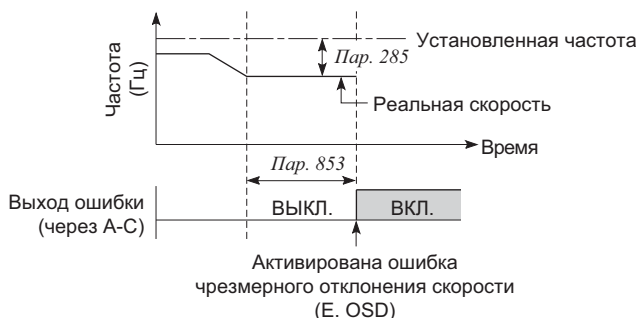 Установленная частота
Пар. 285
Частота
(Гц)
Реальная скорость
Время
Пар. 853
Выход ошибки
(через A-C)
ВЫКЛ.
ВКЛ.
Активирована ошибка
чрезмерного отклонения скорости
(E. OSD)